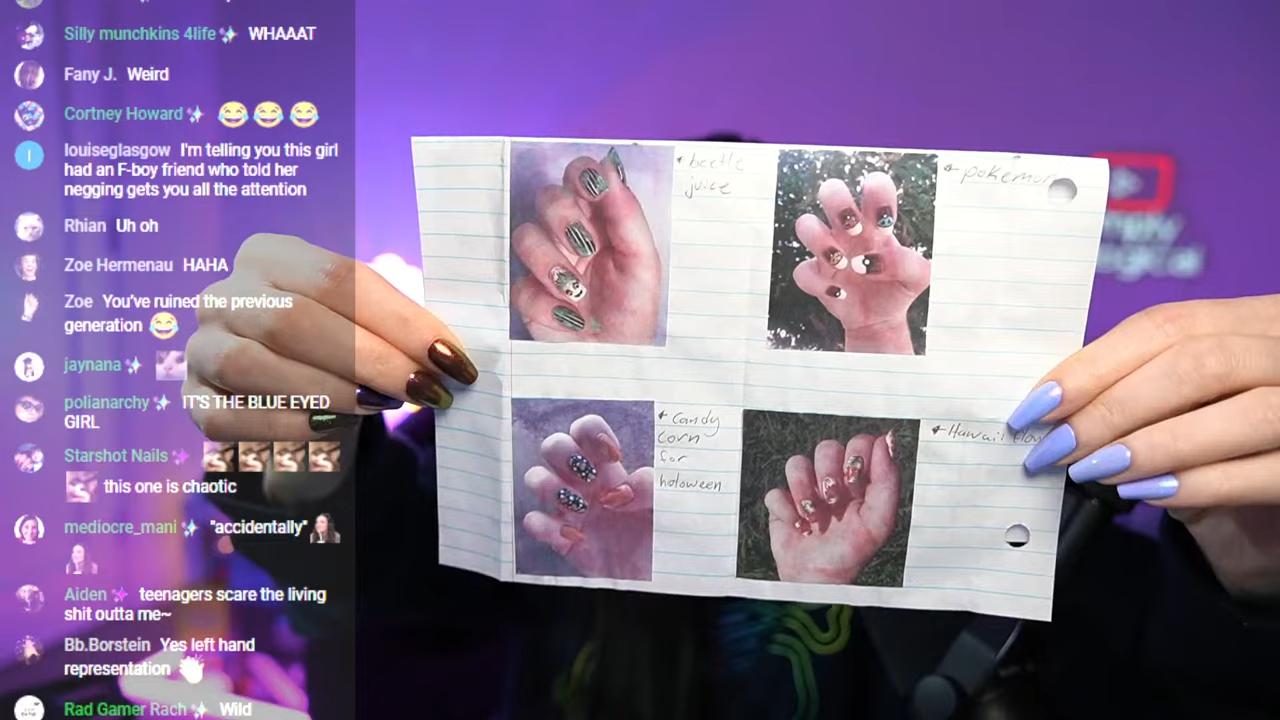 Silly munchkins 4life WHAAAT
Fany J. Weird
Cortney Howard
I
louiseglasgow I'm telling you this girl
had an F-boy friend who told her
negging gets you all the attention
Rhian Uh oh
Zoe Hermenau HAHA
Zoe You've ruined the previous
generation
jaynana
polianarchy IT'S THE BLUE EYED
GIRL
Starshot Nails
this one is chaotic
mediocre_mani "accidentally"
Aiden teenagers scare the living
shit outta me~
Bb.Borstein Yes left hand
representation
Rad Gamer Rach Wild
beetle
juice
pokemon
Candy
corn
for
holoween
Hawaii